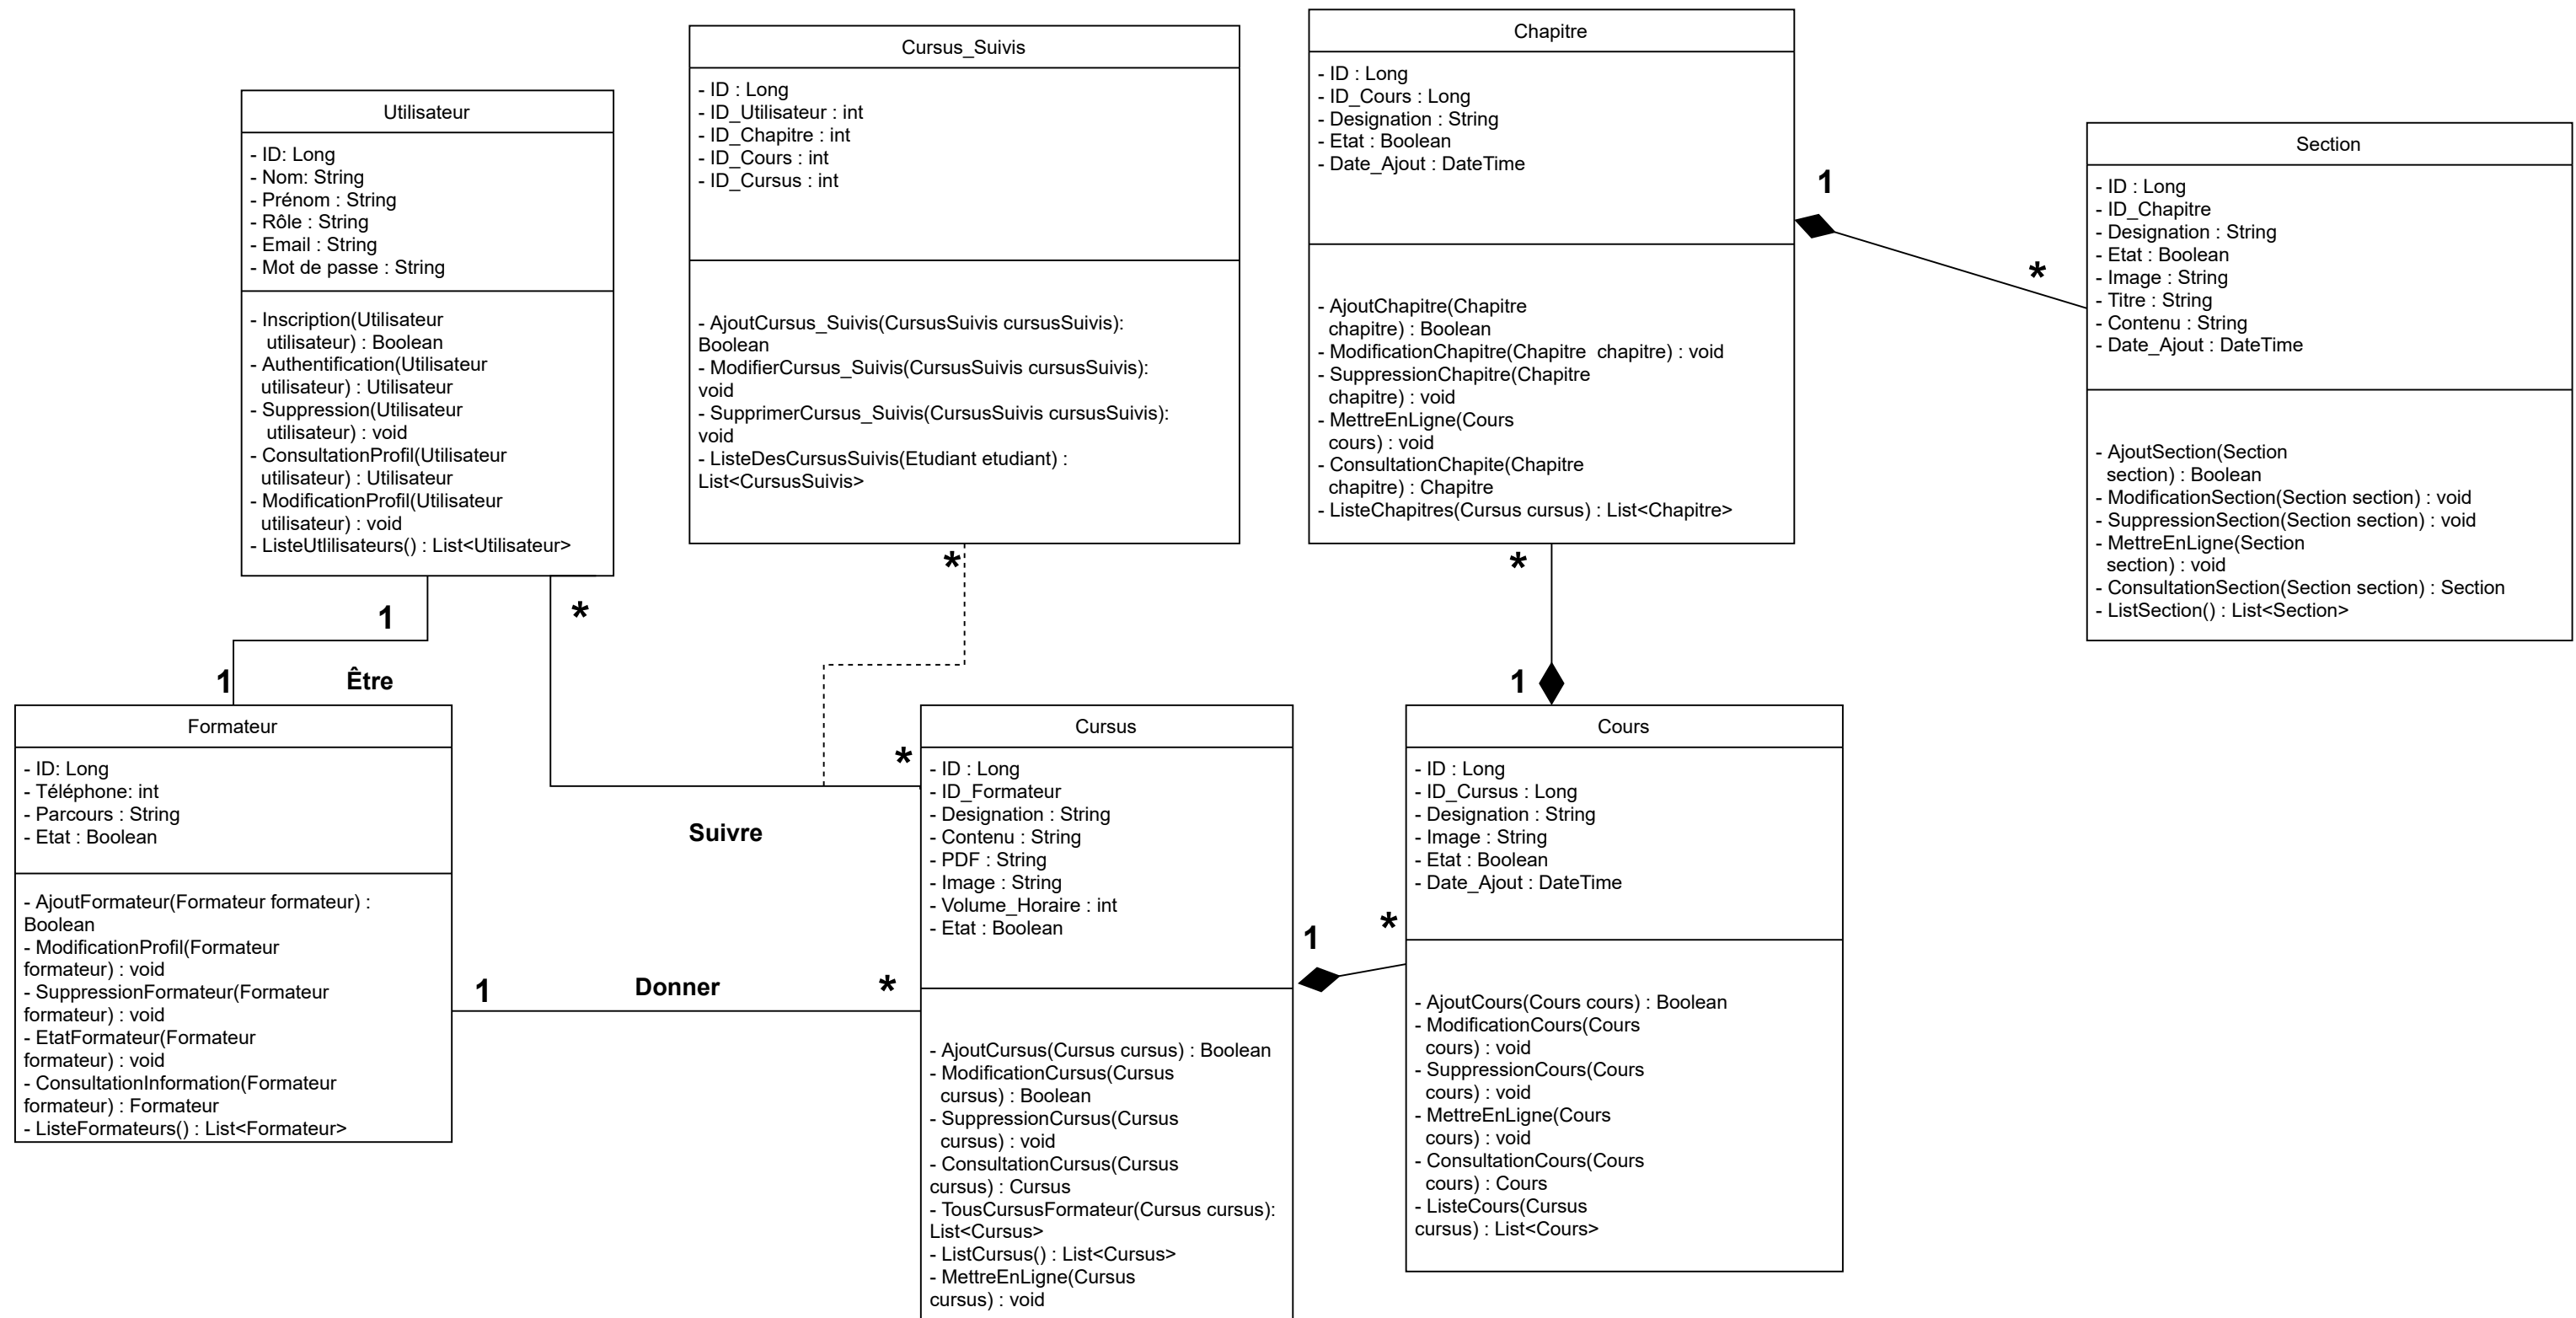 Utilisateur
- ID: Long
- Nom: String
- Prénom : String
- Rôle : String
- Email : String
- Mot de passe : String
- Inscription(Utilisateur
utilisateur) : Boolean
- Authentification(Utilisateur
utilisateur) : Utilisateur
- Suppression(Utilisateur
utilisateur) : void
- ConsultationProfil(Utilisateur
utilisateur) : Utilisateur
- ModificationProfil(Utilisateur
utilisateur) : void
- ListeUtlilisateurs() : List<Utilisateur>
Cursus_Suivis
- ID : Long
- ID_Utilisateur : int
- ID_Chapitre : int
- ID_Cours : int
- ID_Cursus : int
- AjoutCursus_Suivis(CursusSuivis cursusSuivis):
Boolean
- ModifierCursus_Suivis(CursusSuivis cursusSuivis):
void
- SupprimerCursus_Suivis(CursusSuivis cursusSuivis):
void
- ListeDesCursusSuivis(Etudiant etudiant) :
List<CursusSuivis>
Chapitre
- ID : Long
- ID_Cours : Long
- Designation : String
- Etat : Boolean
- Date_Ajout : DateTime
- AjoutChapitre(Chapitre
chapitre) : Boolean
- ModificationChapitre(Chapitre  chapitre) : void
- SuppressionChapitre(Chapitre
chapitre) : void
- MettreEnLigne(Cours
cours) : void
- ConsultationChapite(Chapitre
chapitre) : Chapitre
- ListeChapitres(Cursus cursus) : List<Chapitre>
1
*
Section
- ID : Long
- ID_Chapitre
- Designation : String
- Etat : Boolean
- Image : String
- Titre : String
- Contenu : String
- Date_Ajout : DateTime
- AjoutSection(Section
section) : Boolean
- ModificationSection(Section section) : void
- SuppressionSection(Section section) : void
- MettreEnLigne(Section
section) : void
- ConsultationSection(Section section) : Section
- ListSection() : List<Section>
1
*
*
*
1
Être
1
*
Suivre
Formateur
- ID: Long
- Téléphone: int
- Parcours : String
- Etat : Boolean
- AjoutFormateur(Formateur formateur) :
Boolean
- ModificationProfil(Formateur
formateur) : void
- SuppressionFormateur(Formateur
formateur) : void
- EtatFormateur(Formateur
formateur) : void
- ConsultationInformation(Formateur
formateur) : Formateur
- ListeFormateurs() : List<Formateur>
1
Donner
*
Cursus
- ID : Long
- ID_Formateur
- Designation : String
- Contenu : String
- PDF : String
- Image : String
- Volume_Horaire : int
- Etat : Boolean
- AjoutCursus(Cursus cursus) : Boolean
- ModificationCursus(Cursus
cursus) : Boolean
- SuppressionCursus(Cursus
cursus) : void
- ConsultationCursus(Cursus
cursus) : Cursus
- TousCursusFormateur(Cursus cursus):
List<Cursus>
- ListCursus() : List<Cursus>
- MettreEnLigne(Cursus
cursus) : void
1
*
Cours
- ID : Long
- ID_Cursus : Long
- Designation : String
- Image : String
- Etat : Boolean
- Date_Ajout : DateTime
- AjoutCours(Cours cours) : Boolean
- ModificationCours(Cours
cours) : void
- SuppressionCours(Cours
cours) : void
- MettreEnLigne(Cours
cours) : void
- ConsultationCours(Cours
cours) : Cours
- ListeCours(Cursus
cursus) : List<Cours>